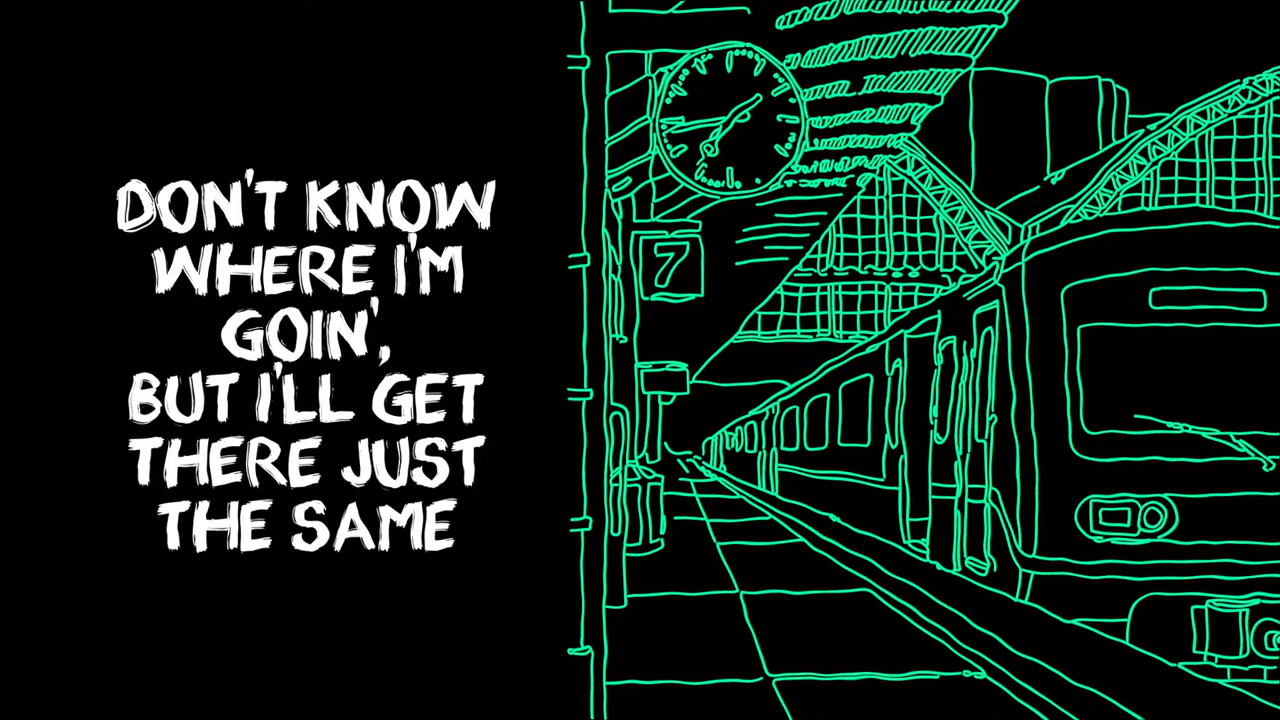 DON'T KNOW
WHERE I'M
GOIN',
BUT I'LL GET
THERE JUST
THE SAME
7